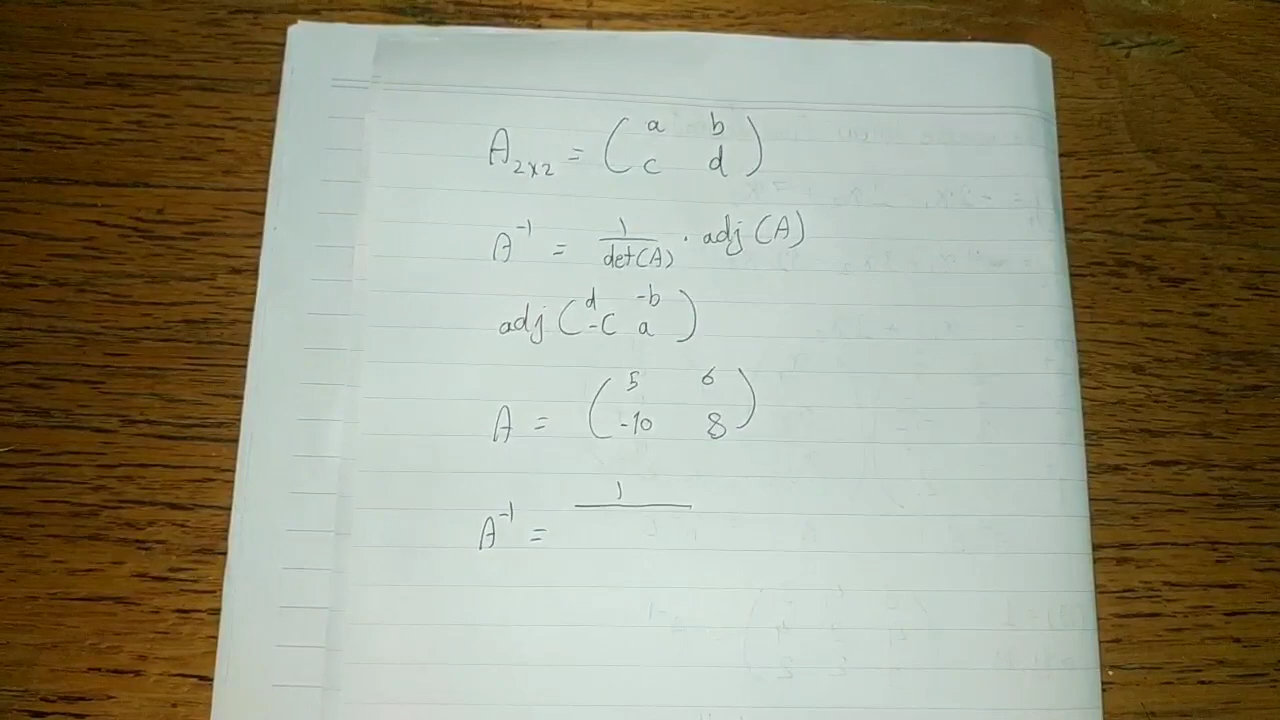 A₂ₓ₂ = ( a b
c d )
A⁻¹ = 1/det(A) · adj(A)
adj ( d -b
-c a )
A = ( 5 6
-10 8 )
A⁻¹ = 1/